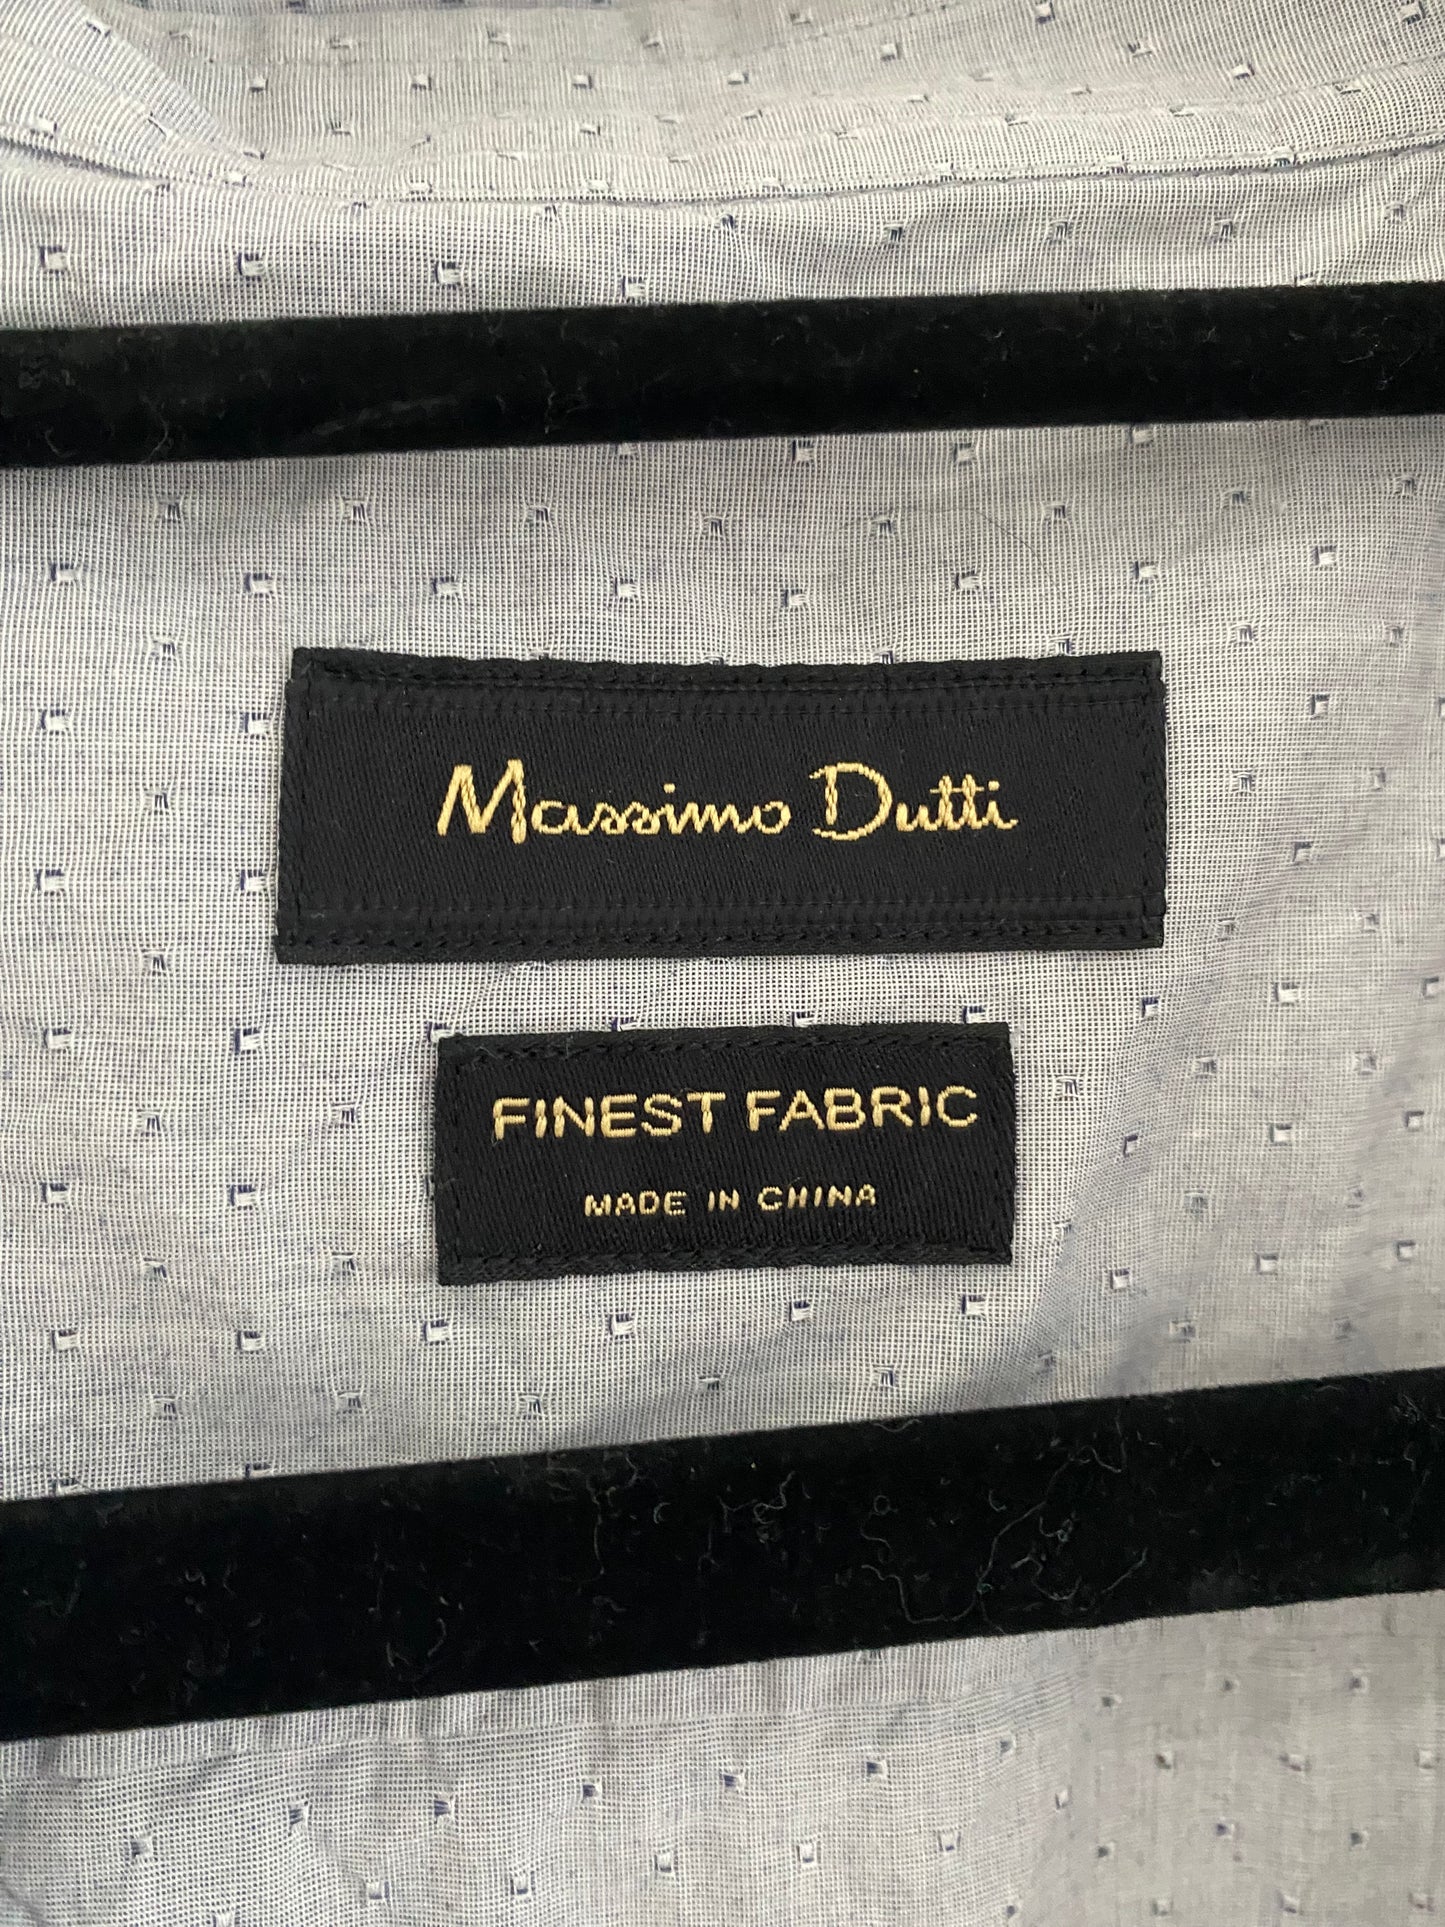 Massimo Dutti
FINEST FABRIC
MADE IN CHINA